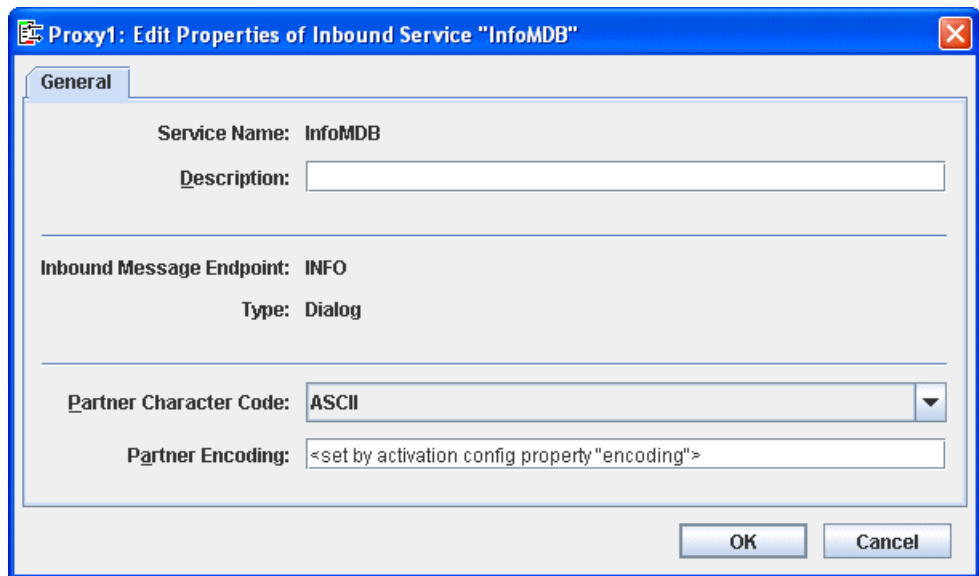 Proxy1: Edit Properties of Inbound Service "InfoMDB"
General
Service Name: InfoMDB
Description:
Inbound Message Endpoint: INFO
Type: Dialog
Partner Character Code: ASCII
Partner Encoding: <set by activation config property "encoding">
OK Cancel